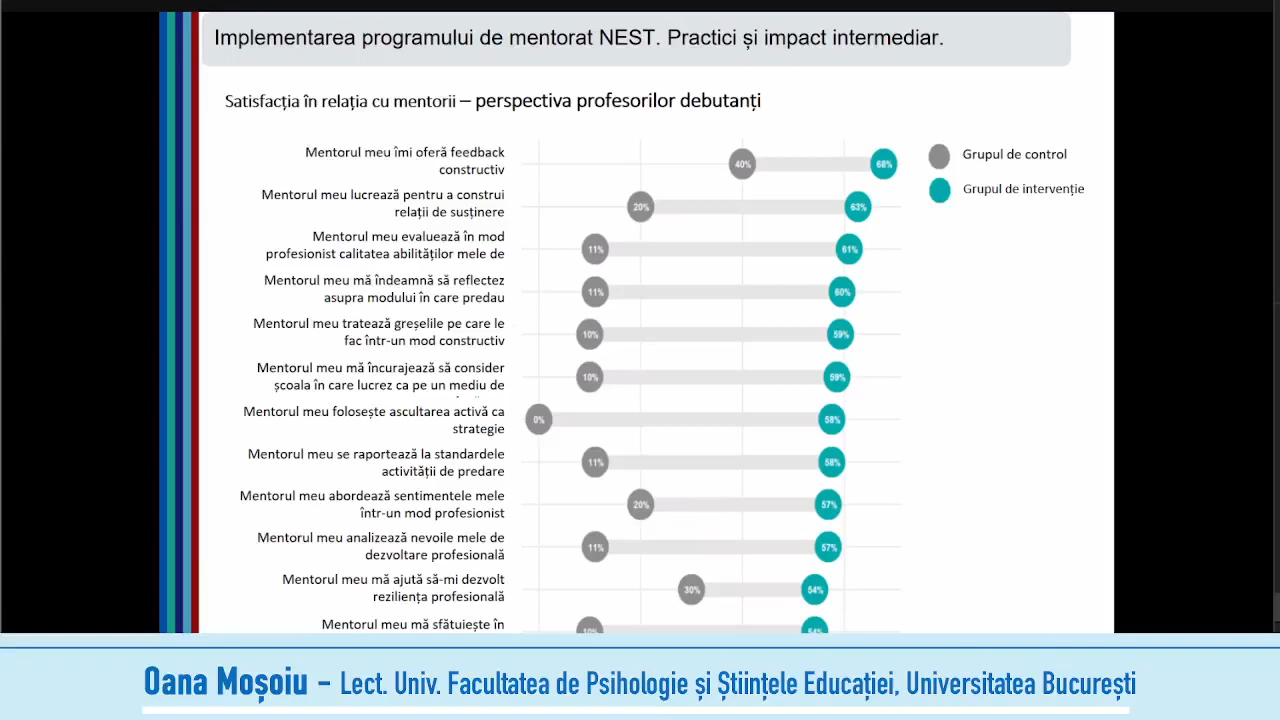 Implementarea programului de mentorat NEST. Practici și impact intermediar.
Satisfacția în relația cu mentorii – perspectiva profesorilor debutanți
Mentorul meu îmi oferă feedback
constructiv
40%
68%
Mentorul meu lucrează pentru a construi
relații de susținere
20%
63%
Mentorul meu evaluează în mod
profesionist calitatea abilităților mele de
11%
61%
Mentorul meu mă îndeamnă să reflectez
asupra modului în care predau
11%
60%
Mentorul meu tratează greșelile pe care le
fac într-un mod constructiv
10%
59%
Mentorul meu mă încurajează să consider
școala în care lucrez ca pe un mediu de
10%
59%
Mentorul meu folosește ascultarea activă ca
strategie
0%
58%
Mentorul meu se raportează la standardele
activității de predare
11%
58%
Mentorul meu abordează sentimentele mele
într-un mod profesionist
20%
57%
Mentorul meu analizează nevoile mele de
dezvoltare profesională
11%
57%
Mentorul meu mă ajută să-mi dezvolt
reziliența profesională
30%
54%
Mentorul meu mă sfătuiește în
10%
54%
Grupul de control
Grupul de intervenție
Oana Moșoiu – Lect. Univ. Facultatea de Psihologie și Științele Educației, Universitatea București